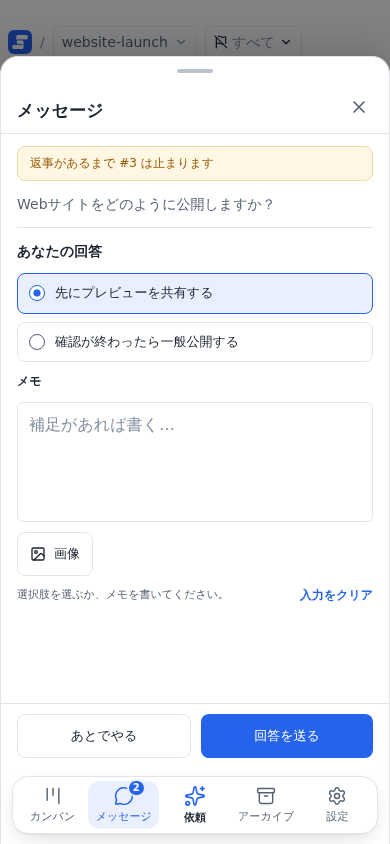 / website-launch すべて
メッセージ
返事があるまで #3 は止まります
Webサイトをどのように公開しますか？
あなたの回答
先にプレビューを共有する
確認が終わったら一般公開する
メモ
補足があれば書く…
画像
選択肢を選ぶか、メモを書いてください。 入力をクリア
あとでやる 回答を送る
2
カンバン メッセージ 依頼 アーカイブ 設定